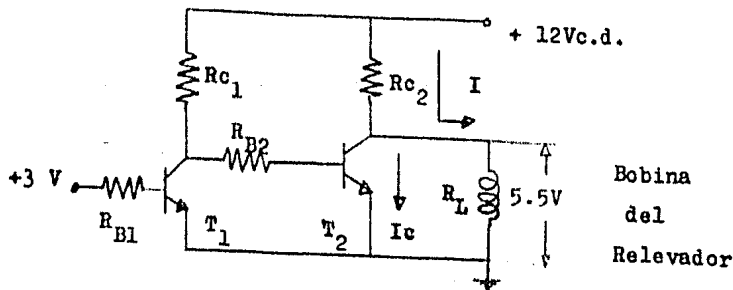 + 12Vc.d.
Rc1
Rc2
I
RB2
+3 V
RB1
T1
T2
Ic
RL
5.5V
Bobina
del
Relevador